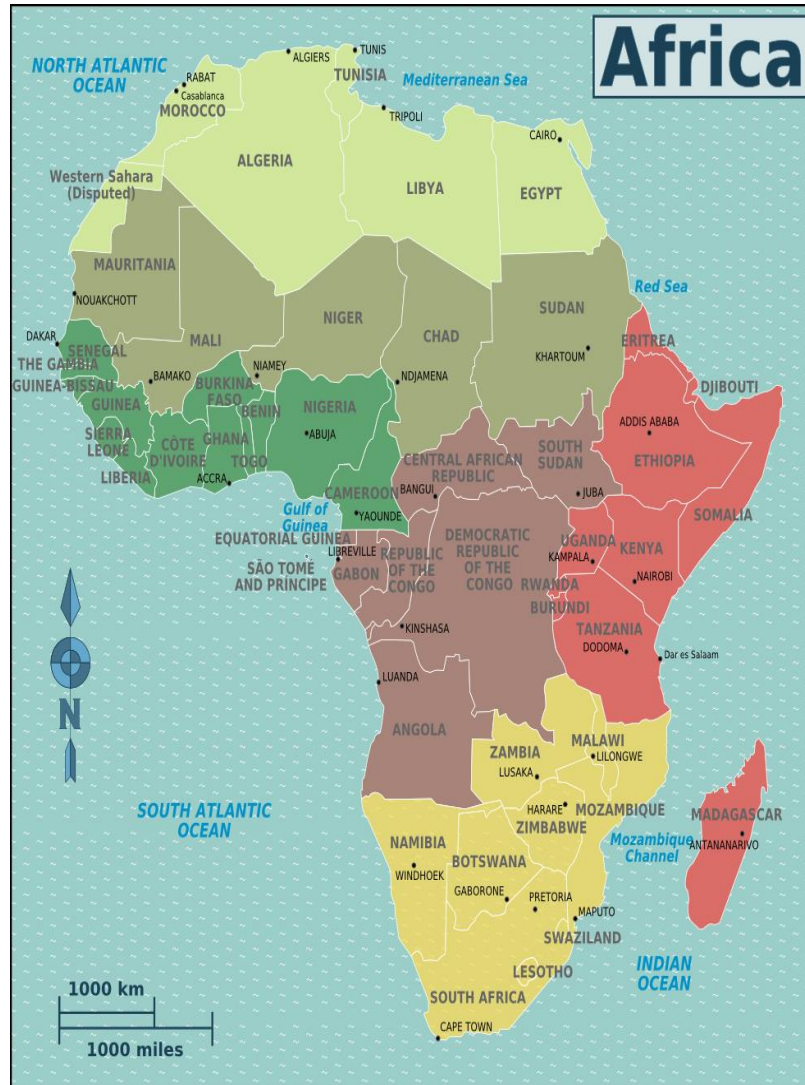 Africa
NORTH ATLANTIC
OCEAN
RABAT
Casablanca
MOROCCO
ALGIERS
TUNIS
TUNISIA
Mediterranean Sea
TRIPOLI
CAIRO
ALGERIA
LIBYA
EGYPT
Western Sahara
(Disputed)
MAURITANIA
NOUAKCHOTT
MALI
NIGER
CHAD
SUDAN
KHARTOUM
Red Sea
ERITREA
DJIBOUTI
DAKAR
SENEGAL
THE GAMBIA
GUINEA-BISSAU
GUINEA
SIERRA
LEONE
LIBERIA
BAMAKO
NIAMEY
BURKINA
FASO
BENIN
NIGERIA
ABUJA
NDJAMENA
CÔTE
D'IVOIRE
GHANA
TOGO
ACCRA
CAMEROON
YAOUNDE
Gulf of
Guinea
CENTRAL AFRICAN
REPUBLIC
BANGUI
SOUTH
SUDAN
JUBA
ADDIS ABABA
ETHIOPIA
SOMALIA
EQUATORIAL GUINEA
SÃO TOMÉ
AND PRÍNCIPE
LIBREVILLE
GABON
REPUBLIC
OF THE
CONGO
DEMOCRATIC
REPUBLIC
OF THE
CONGO
UGANDA
KAMPALA
KENYA
NAIROBI
RWANDA
BURUNDI
TANZANIA
DODOMA
Dar es Salaam
KINSHASA
LUANDA
ANGOLA
ZAMBIA
LUSAKA
MALAWI
LILONGWE
HARARE
ZIMBABWE
MOZAMBIQUE
Mozambique
Channel
MADAGASCAR
ANTANANARIVO
N
SOUTH ATLANTIC
OCEAN
NAMIBIA
WINDHOEK
BOTSWANA
GABORONE
PRETORIA
MAPUTO
SWAZILAND
LESOTHO
SOUTH AFRICA
CAPE TOWN
INDIAN
OCEAN
1000 km
1000 miles